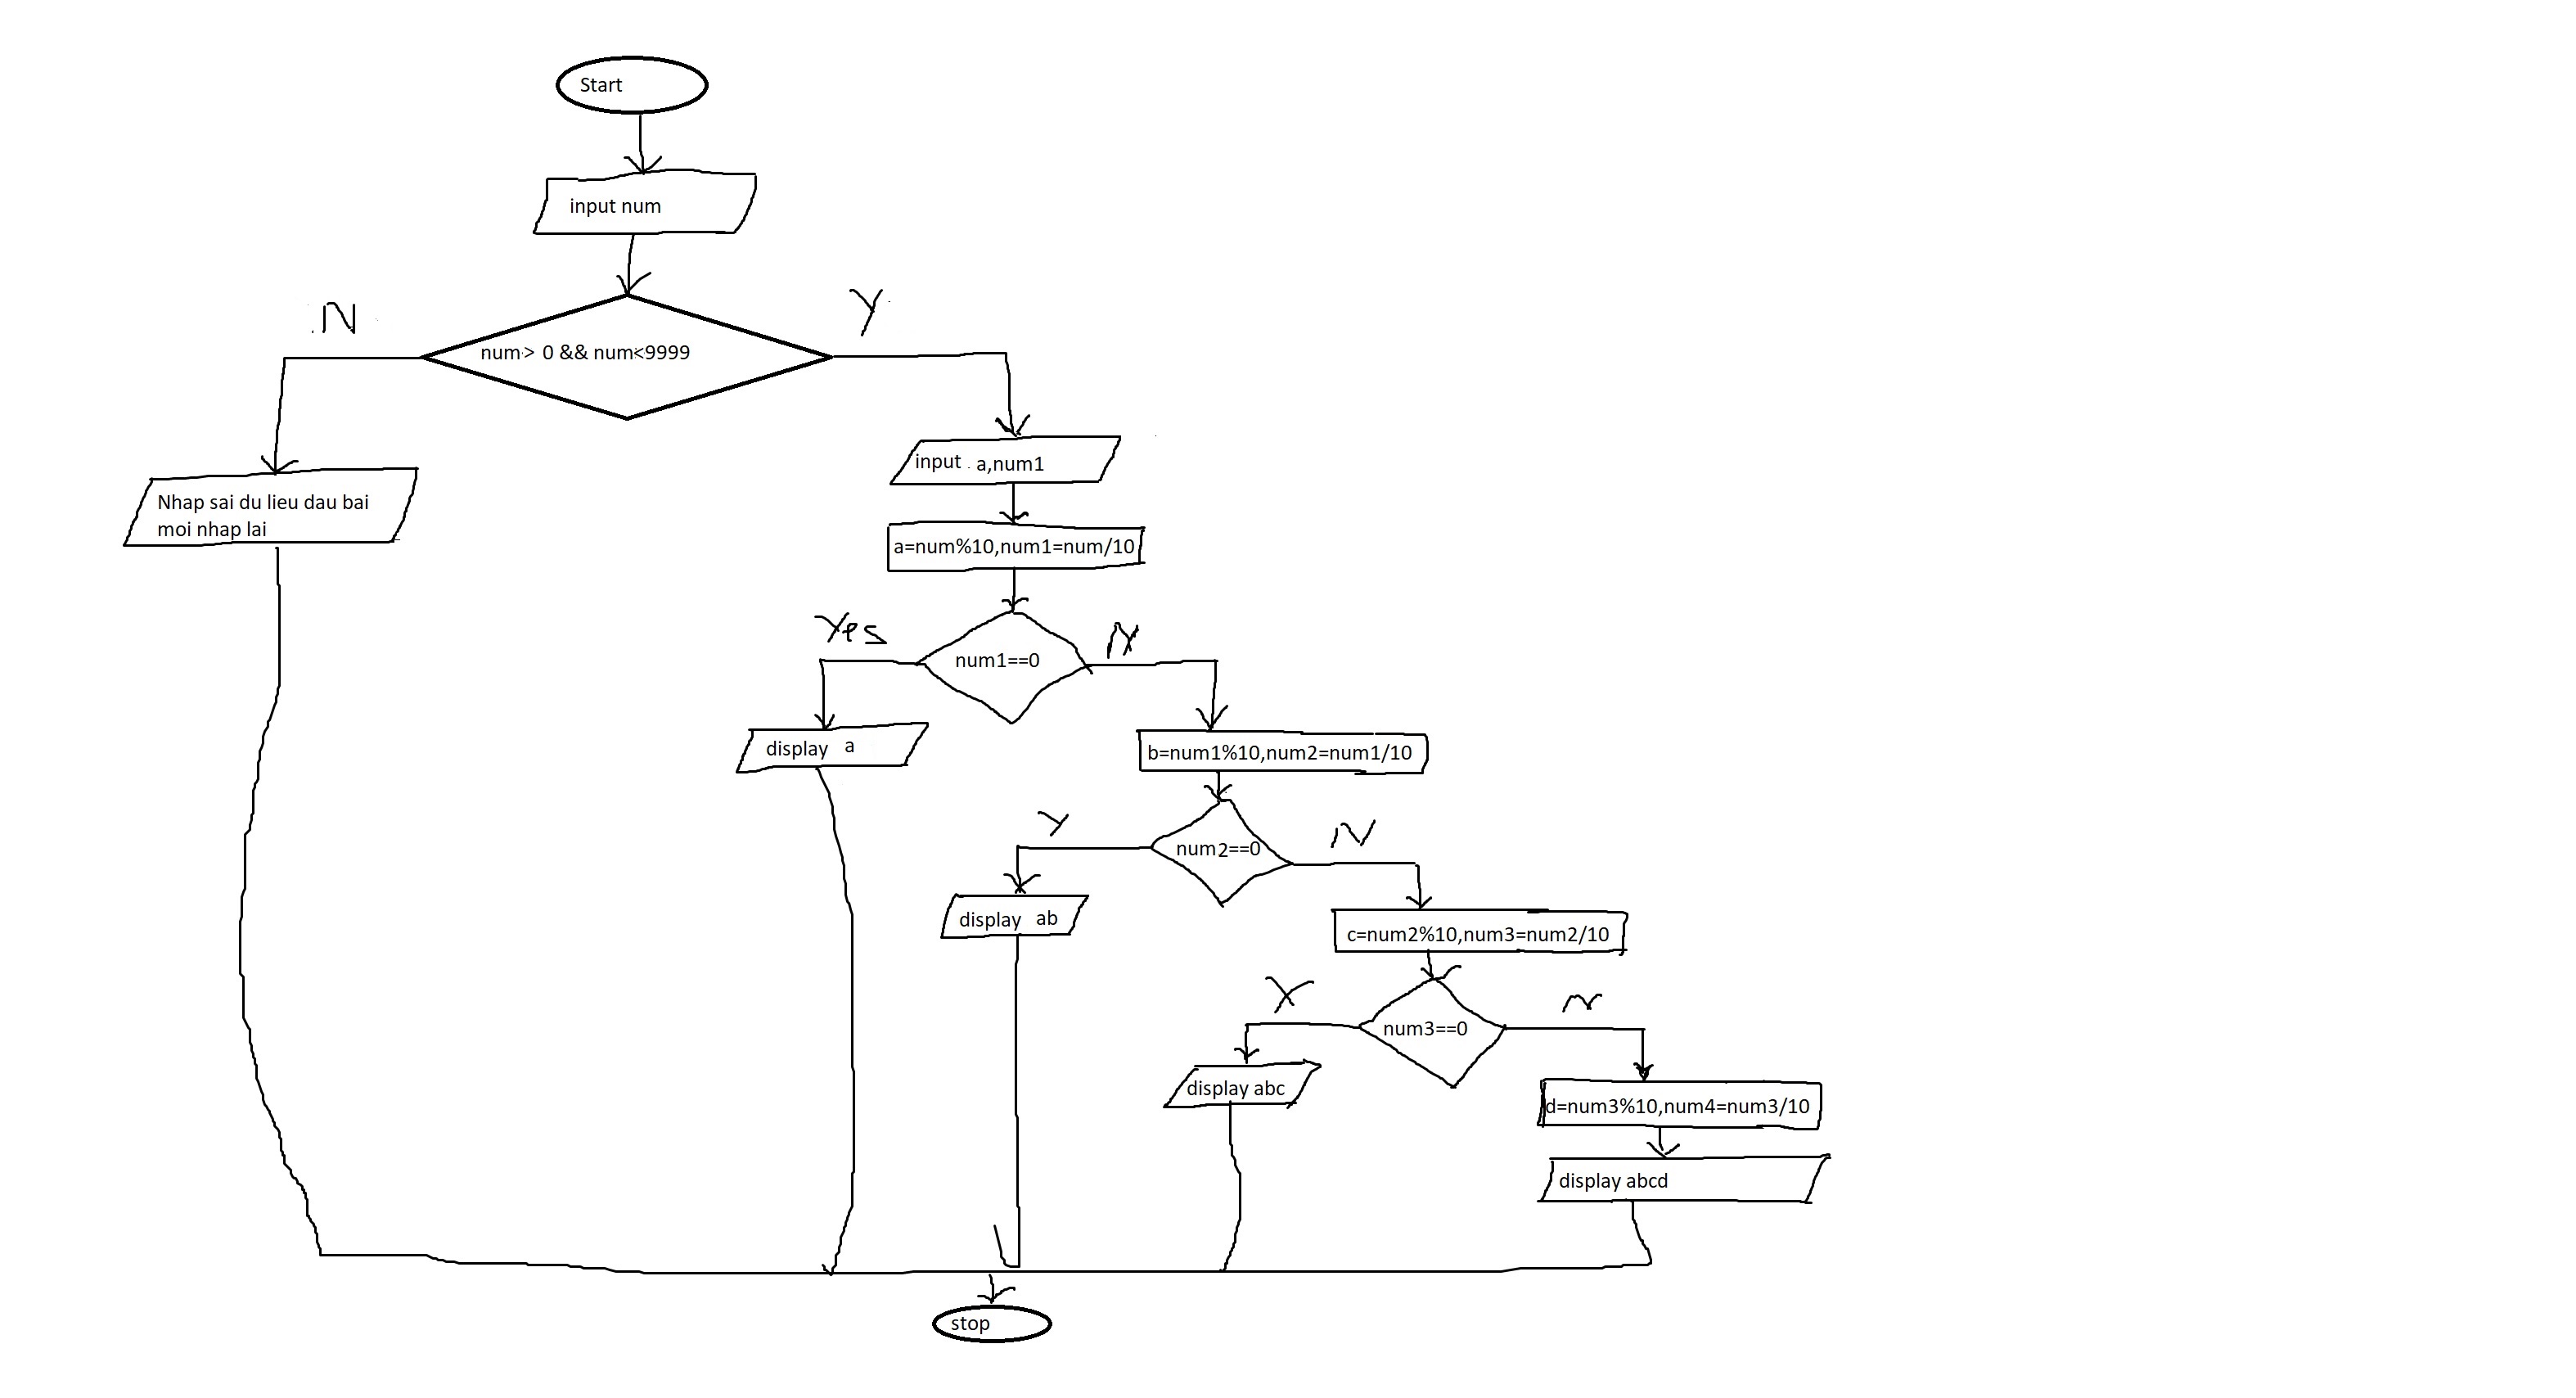 Start
input num
N
Y
num> 0 && num<9999
input a,num1
Nhap sai du lieu dau bai
moi nhap lai
a=num%10,num1=num/10
Yes
N
num1==0
display a
b=num1%10,num2=num1/10
Y
N
num2==0
display ab
c=num2%10,num3=num2/10
Y
N
num3==0
display abc
d=num3%10,num4=num3/10
display abcd
stop